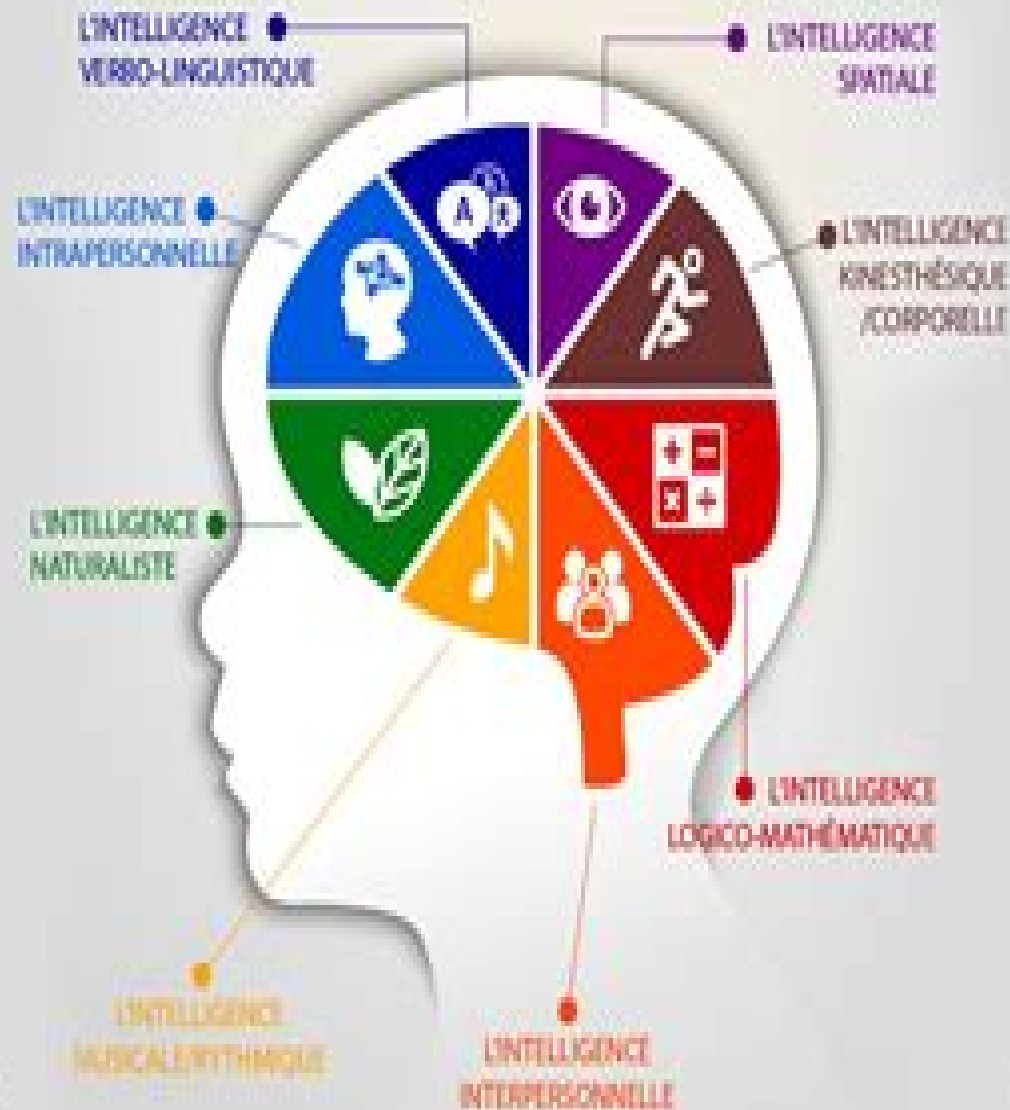 L'INTELLIGENCE
VERBO-LINGUISTIQUE
L'INTELLIGENCE
SPATIALE
L'INTELLIGENCE
INTRAPERSONNELLE
L'INTELLIGENCE
KINESTHÉSIQUE
/CORPORELLE
A
+ −
x ÷
L'INTELLIGENCE
NATURALISTE
L'INTELLIGENCE
LOGICO-MATHÉMATIQUE
L'INTELLIGENCE
MUSICALE/RYTHMIQUE
L'INTELLIGENCE
INTERPERSONNELLE